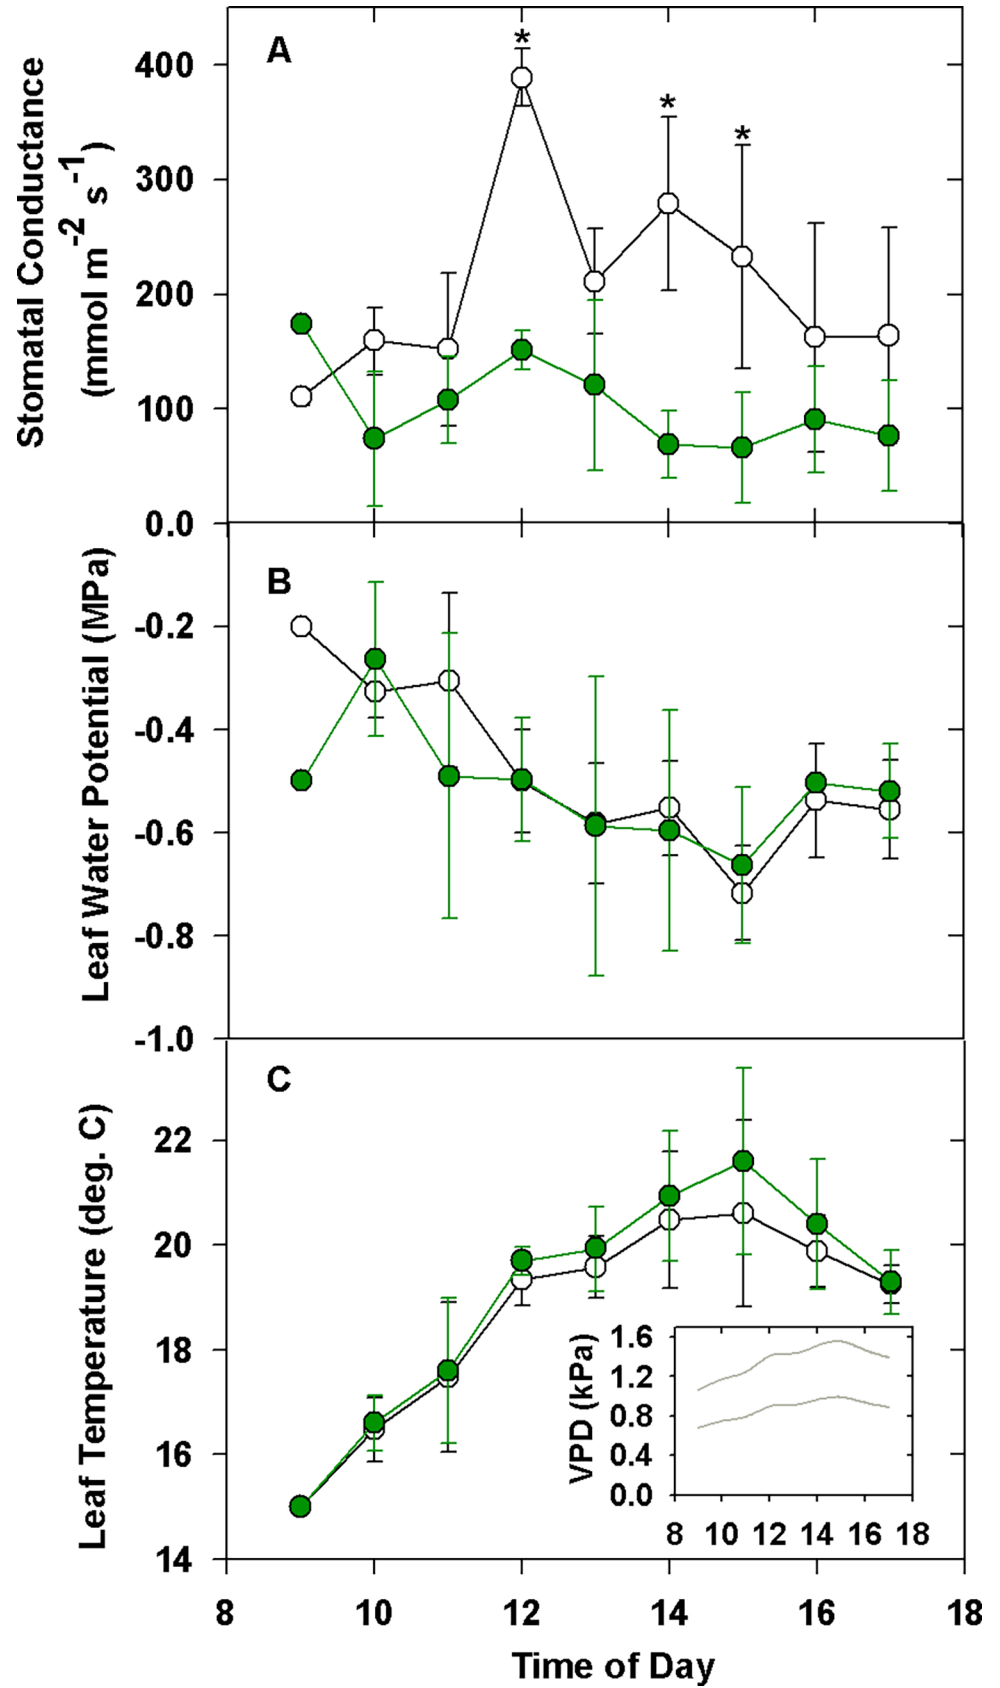 A
*
*
*
Stomatal Conductance
(mmol m-2 s-1)
400
300
200
100
0.0
B
Leaf Water Potential (MPa)
-0.2
-0.4
-0.6
-0.8
-1.0
C
Leaf Temperature (deg. C)
22
20
18
16
14
VPD (kPa)
1.6
1.2
0.8
0.4
0.0
8 10 12 14 16 18
8 10 12 14 16 18
Time of Day